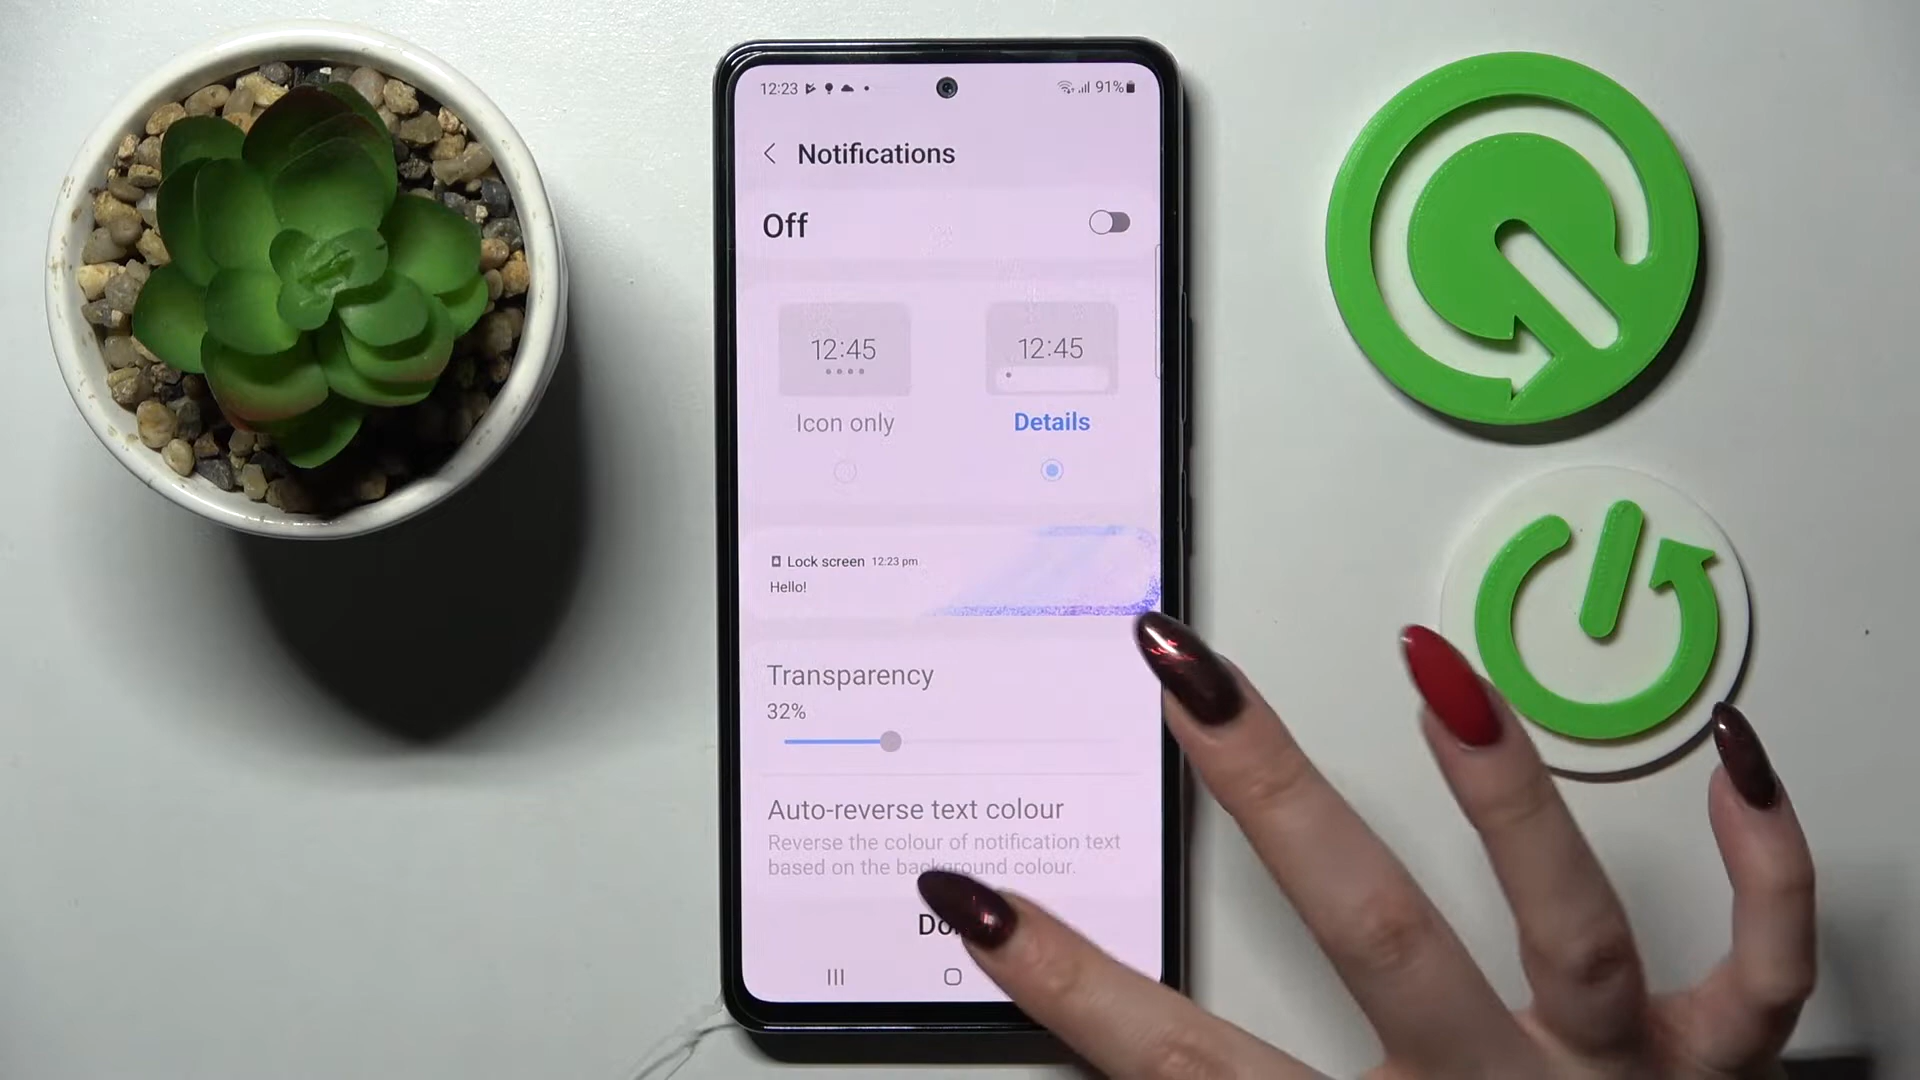 12:23
91%
Notifications
Off
12:45
12:45
Icon only
Details
Lock screen 12:23 pm
Hello!
Transparency
32%
Auto-reverse text colour
Reverse the colour of notification text
based on the background colour.